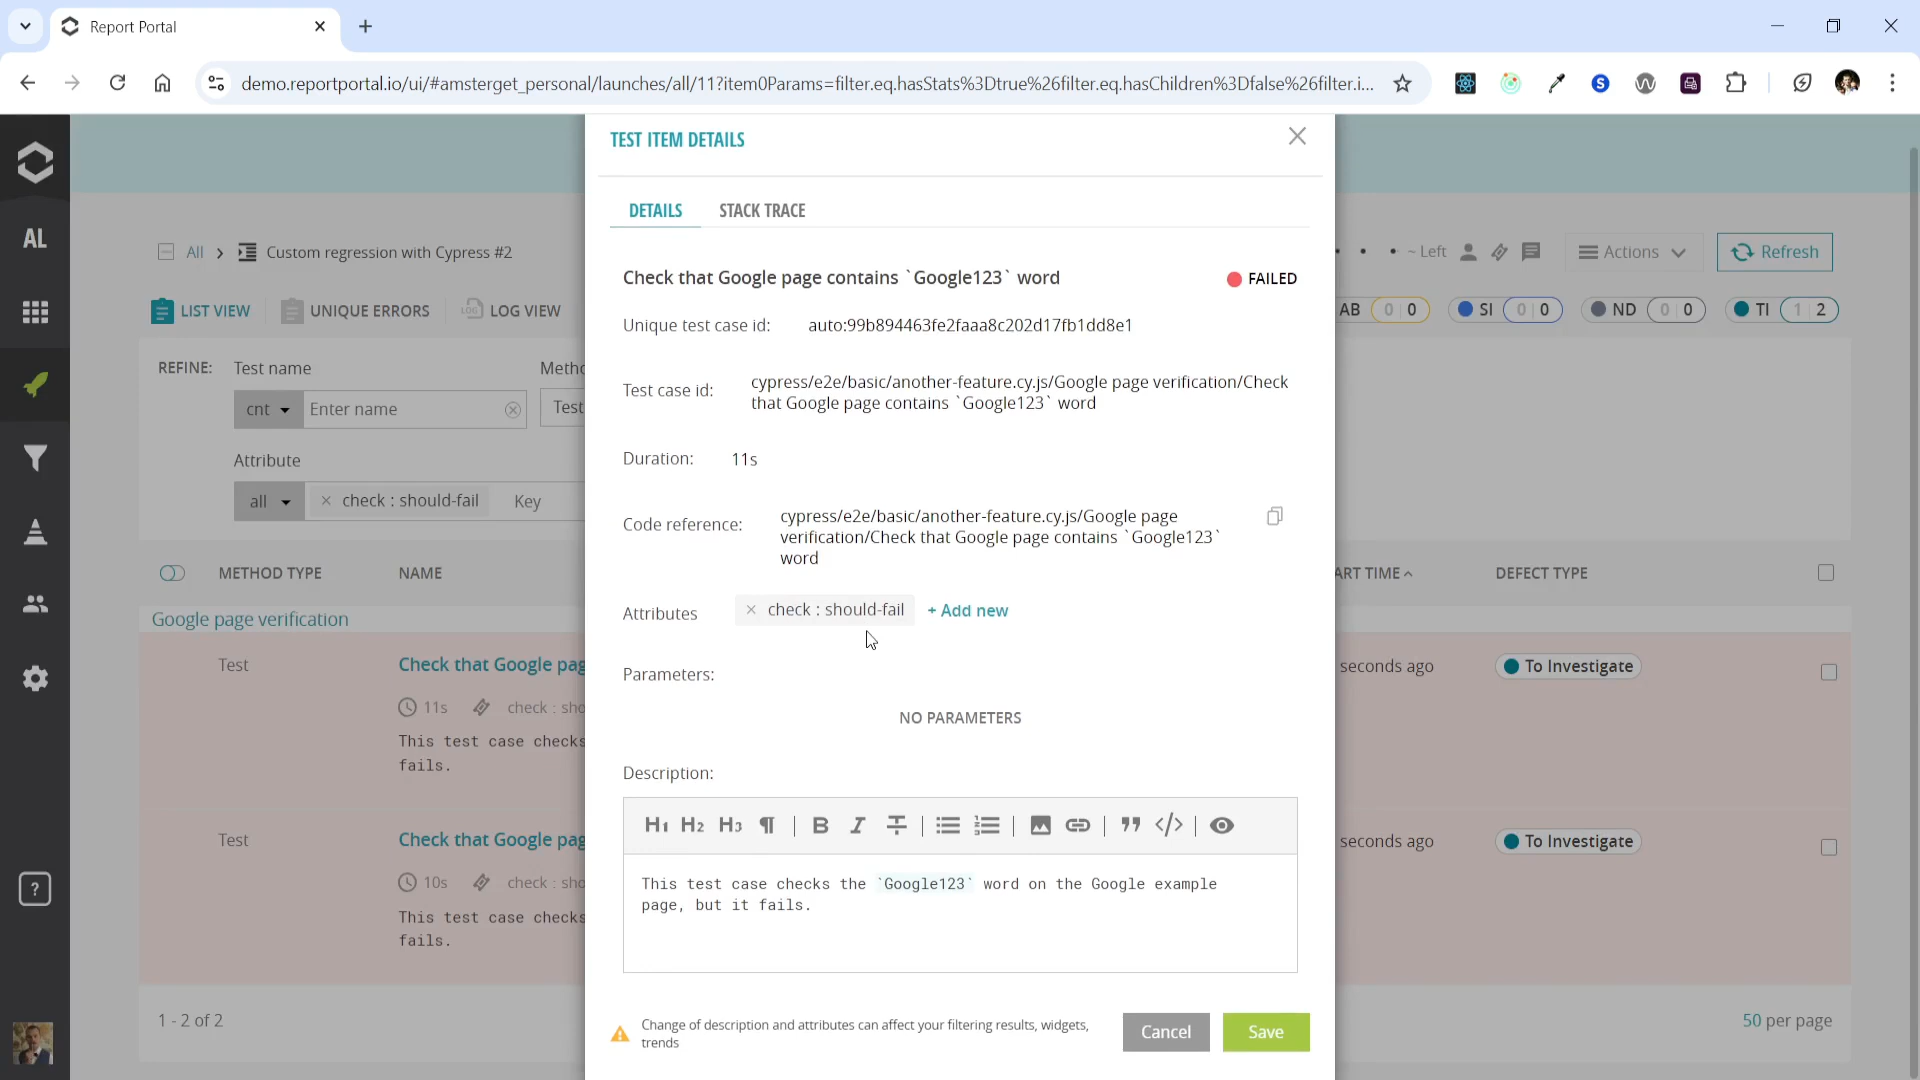 Report Portal
demo.reportportal.io/ui/#amsterget_personal/launches/all/11?item0Params=filter.eq.hasStats%3Dtrue%26filter.eq.hasChildren%3Dfalse%26filter.i...
AL
TEST ITEM DETAILS
DETAILS STACK TRACE
All Custom regression with Cypress #2
~ Left Actions Refresh
LIST VIEW UNIQUE ERRORS LOG VIEW
AB 0 0 SI 0 0 ND 0 0 TI 1 2
REFINE: Test name
cnt Enter name
Test
Attribute
all × check : should-fail Key
METHOD TYPE NAME
DEFECT TYPE
Google page verification
Test Check that Google
seconds ago To Investigate
11s check :
This test case checks
fails.
Test Check that Google
seconds ago To Investigate
10s check :
This test case checks
fails.
1 - 2 of 2
50 per page
Check that Google page contains `Google123` word FAILED
Unique test case id: auto:99b894463fe2faaa8c202d17fb1dd8e1
Test case id: cypress/e2e/basic/another-feature.cy.js/Google page verification/Check
that Google page contains `Google123` word
Duration: 11s
Code reference: cypress/e2e/basic/another-feature.cy.js/Google page
verification/Check that Google page contains `Google123`
word
Attributes × check : should-fail + Add new
Parameters:
NO PARAMETERS
Description:
H1 H2 H3 ¶ B I </>
This test case checks the `Google123` word on the Google example
page, but it fails.
Change of description and attributes can affect your filtering results, widgets,
trends
Cancel Save